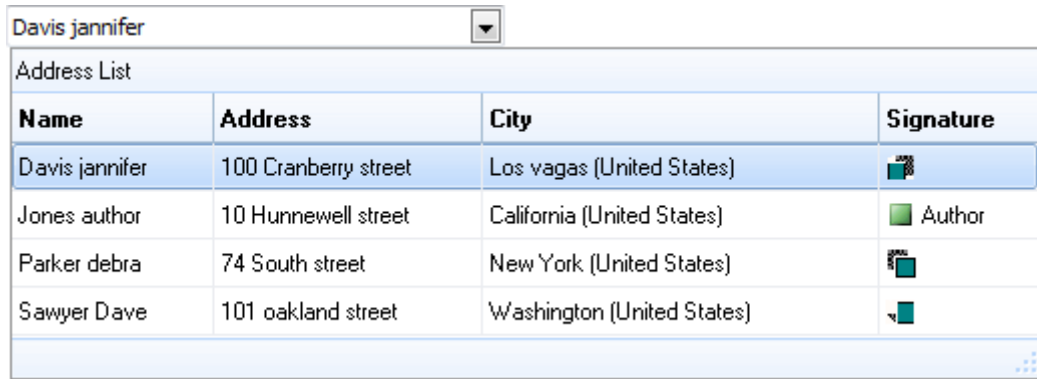 Davis jannifer
Address List
Name Address City Signature
Davis jannifer 100 Cranberry street Los vagas (United States)
Jones author 10 Hunnewell street California (United States) Author
Parker debra 74 South street New York (United States)
Sawyer Dave 101 oakland street Washington (United States)